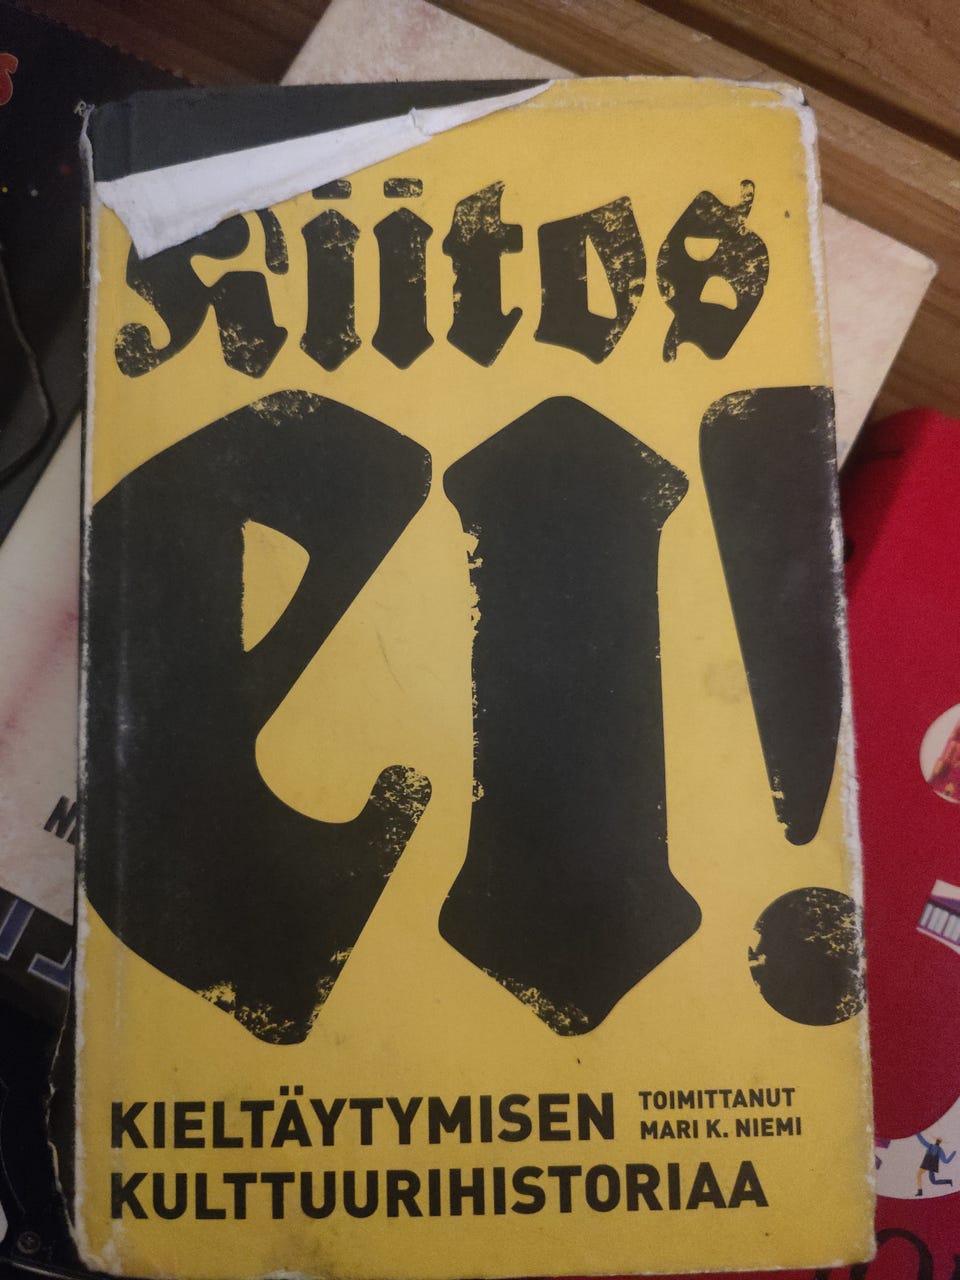 Kiitos
ei!
KIELTÄYTYMISEN
KULTTUURIHISTORIAA
TOIMITTANUT
MARI K. NIEMI